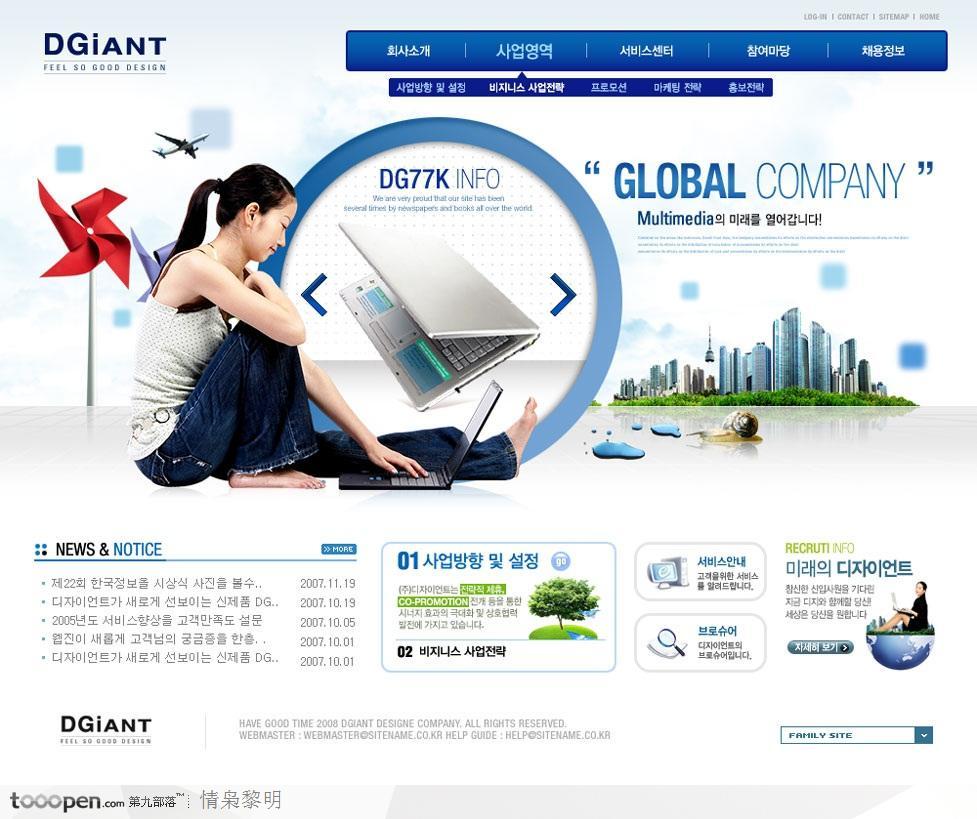 LOG-IN | CONTACT | SITEMAP | HOME
DGiANT
FEEL SO GOOD DESIGN
회사소개 사업영역 서비스센터 참여마당 채용정보
사업방향 및 설정 비지니스 사업전략 프로모션 마케팅 전략 홍보전략
DG77K INFO
We are very proud that our site has been
several times by newspapers and books all over the world.
“ GLOBAL COMPANY ”
Multimedia의 미래를 열어갑니다!
NEWS & NOTICE
MORE
제22회 한국정보올 시상식 사진을 볼수.. 2007.11.19
디자이언트가 새로게 선보이는 신제품 DG.. 2007.10.19
2005년도 서비스향상을 고객만족도 설문 2007.10.05
웹진이 새롭게 고객님의 궁금증을 한층. . 2007.10.01
디자이언트가 새로게 선보이는 신제품 DG.. 2007.10.01
01 사업방향 및 설정 go
(주)디자이언트는 전략적 제휴,
CO-PROMOTION 전개 등을 통한
시너지 효과의 극대화 및 상호협력
발전에 가지고 있습니다.
02 비지니스 사업전략
서비스안내
고객을위한 서비스
를 알려드립니다.
브로슈어
디자이언트의
브로슈어입니다.
RECRUTI INFO
미래의 디자이언트
참신한 신입사원을 기다린
지금 디지와 함께할 당신!
세상은 당신을 원합니다
자세히 보기
DGiANT
FEEL SO GOOD DESIGN
HAVE GOOD TIME 2008 DGIANT DESIGNE COMPANY. ALL RIGHTS RESERVED.
WEBMASTER : WEBMASTER@SITENAME.CO.KR HELP GUIDE : HELP@SITENAME.CO.KR
FAMILY SITE
tooopen.com 第九部落™ 情枭黎明